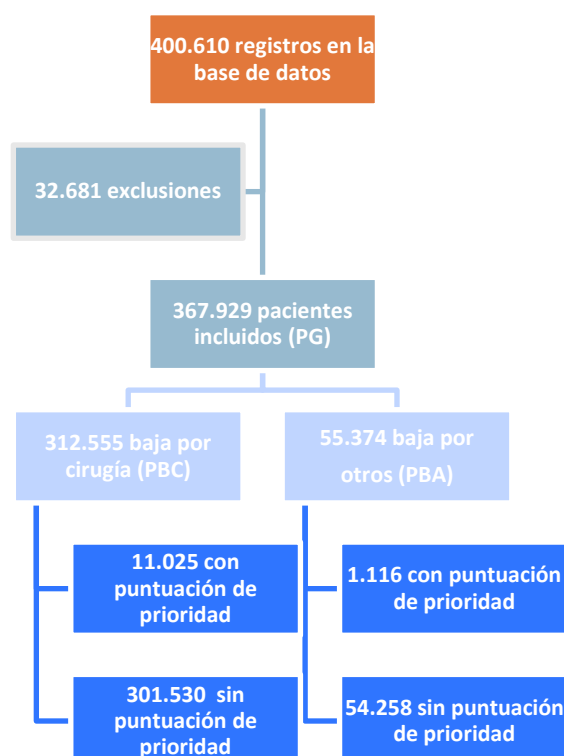 400.610 registros en la
base de datos
32.681 exclusiones
367.929 pacientes
incluidos (PG)
312.555 baja por
cirugía (PBC)
55.374 baja por
otros (PBA)
11.025 con
puntuación de
prioridad
1.116 con puntuación
de prioridad
301.530 sin
puntuación de
prioridad
54.258 sin puntuación
de prioridad